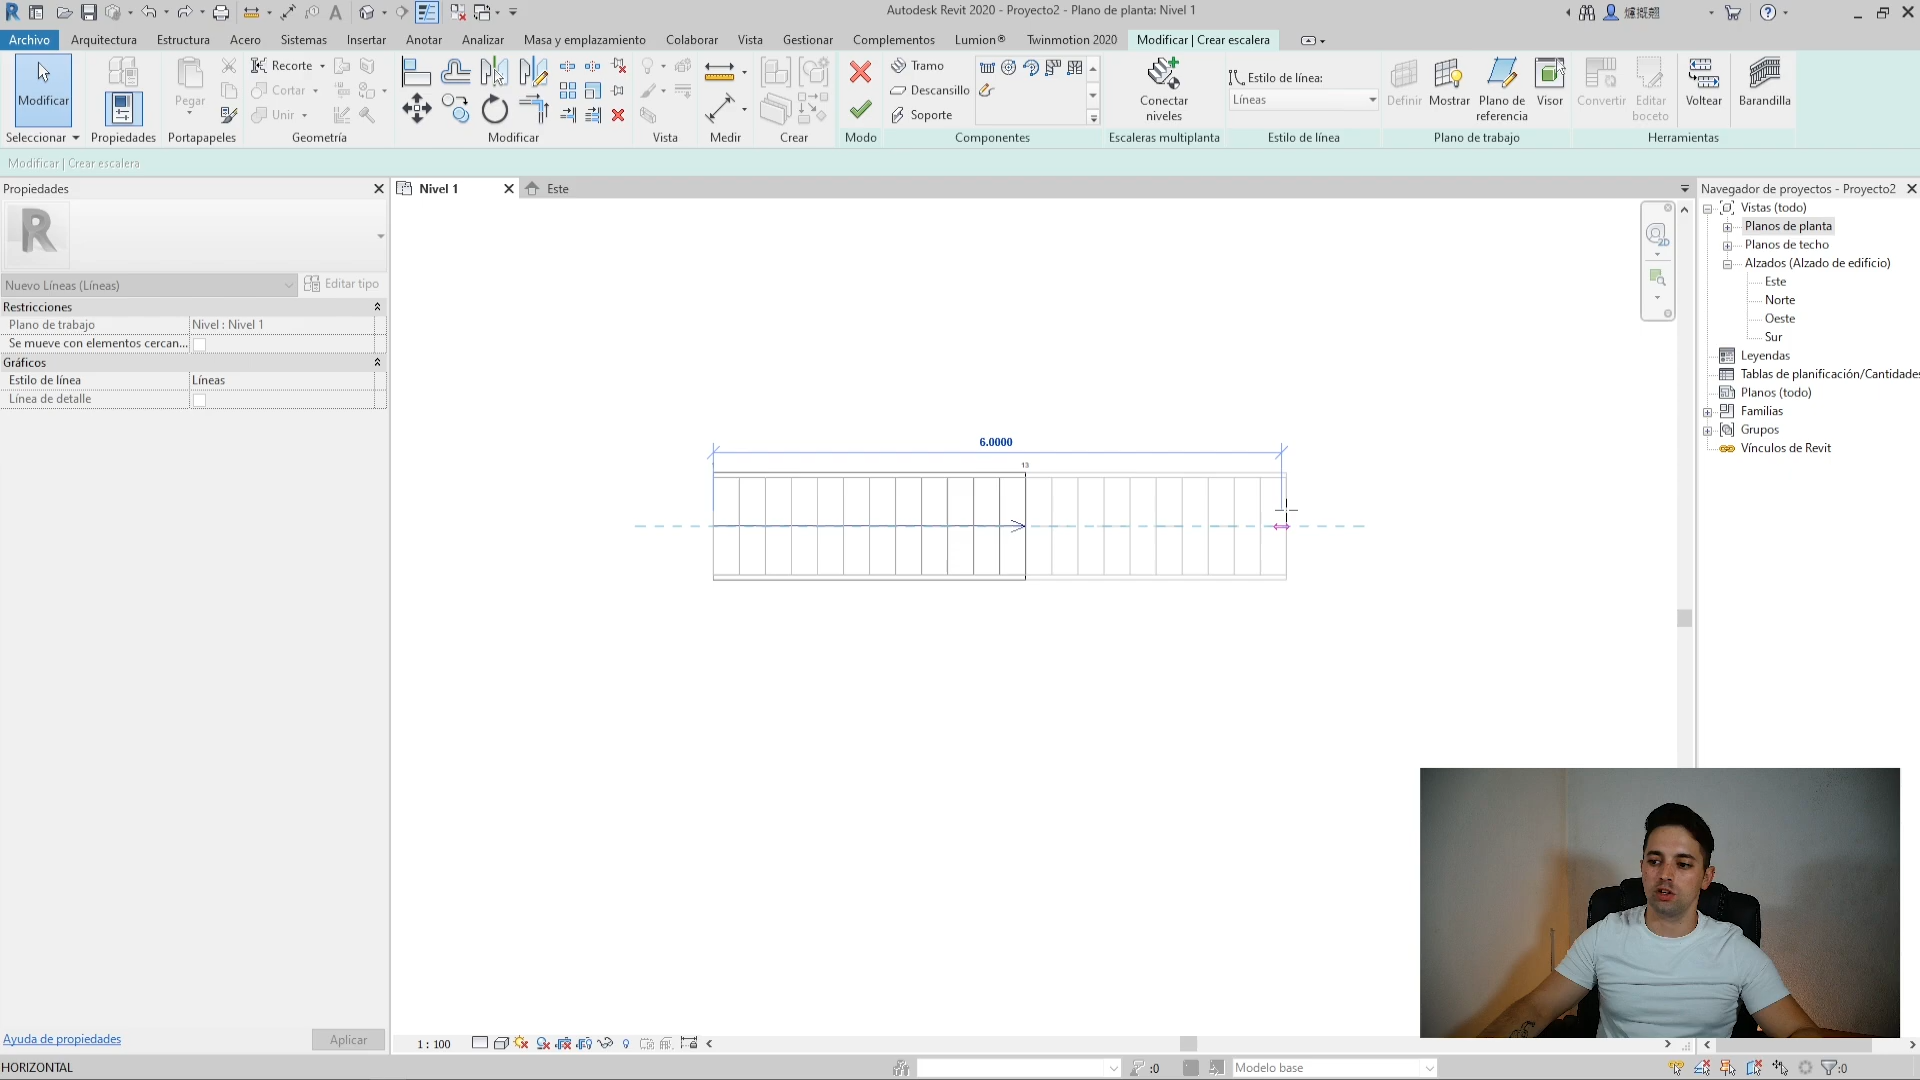 Autodesk Revit 2020 - Proyecto2 - Plano de planta: Nivel 1
Archivo
Arquitectura
Estructura
Acero
Sistemas
Insertar
Anotar
Analizar
Masa y emplazamiento
Colaborar
Vista
Gestionar
Complementos
Lumion®
Twinmotion 2020
Modificar | Crear escalera
Modificar
Seleccionar
Propiedades
Pegar
Portapapeles
Recorte
Cortar
Unir
Geometría
Modificar
Vista
Medir
Crear
Modo
Tramo
Descansillo
Soporte
Componentes
Conectar
niveles
Escaleras multiplanta
Estilo de línea:
Líneas
Estilo de línea
Definir
Mostrar
Plano de
referencia
Visor
Plano de trabajo
Convertir
Editar
boceto
Voltear
Barandilla
Herramientas
Modificar | Crear escalera
Propiedades
Nuevo Líneas (Líneas)
Editar tipo
Restricciones
Plano de trabajo
Nivel : Nivel 1
Se mueve con elementos cercan...
Gráficos
Estilo de línea
Líneas
Línea de detalle
Ayuda de propiedades
Aplicar
HORIZONTAL
Nivel 1
Este
2D
6.0000
13
1 : 100
:0
Modelo base
:0
Navegador de proyectos - Proyecto2
Vistas (todo)
Planos de planta
Planos de techo
Alzados (Alzado de edificio)
Este
Norte
Oeste
Sur
Leyendas
Tablas de planificación/Cantidades
Planos (todo)
Familias
Grupos
Vínculos de Revit